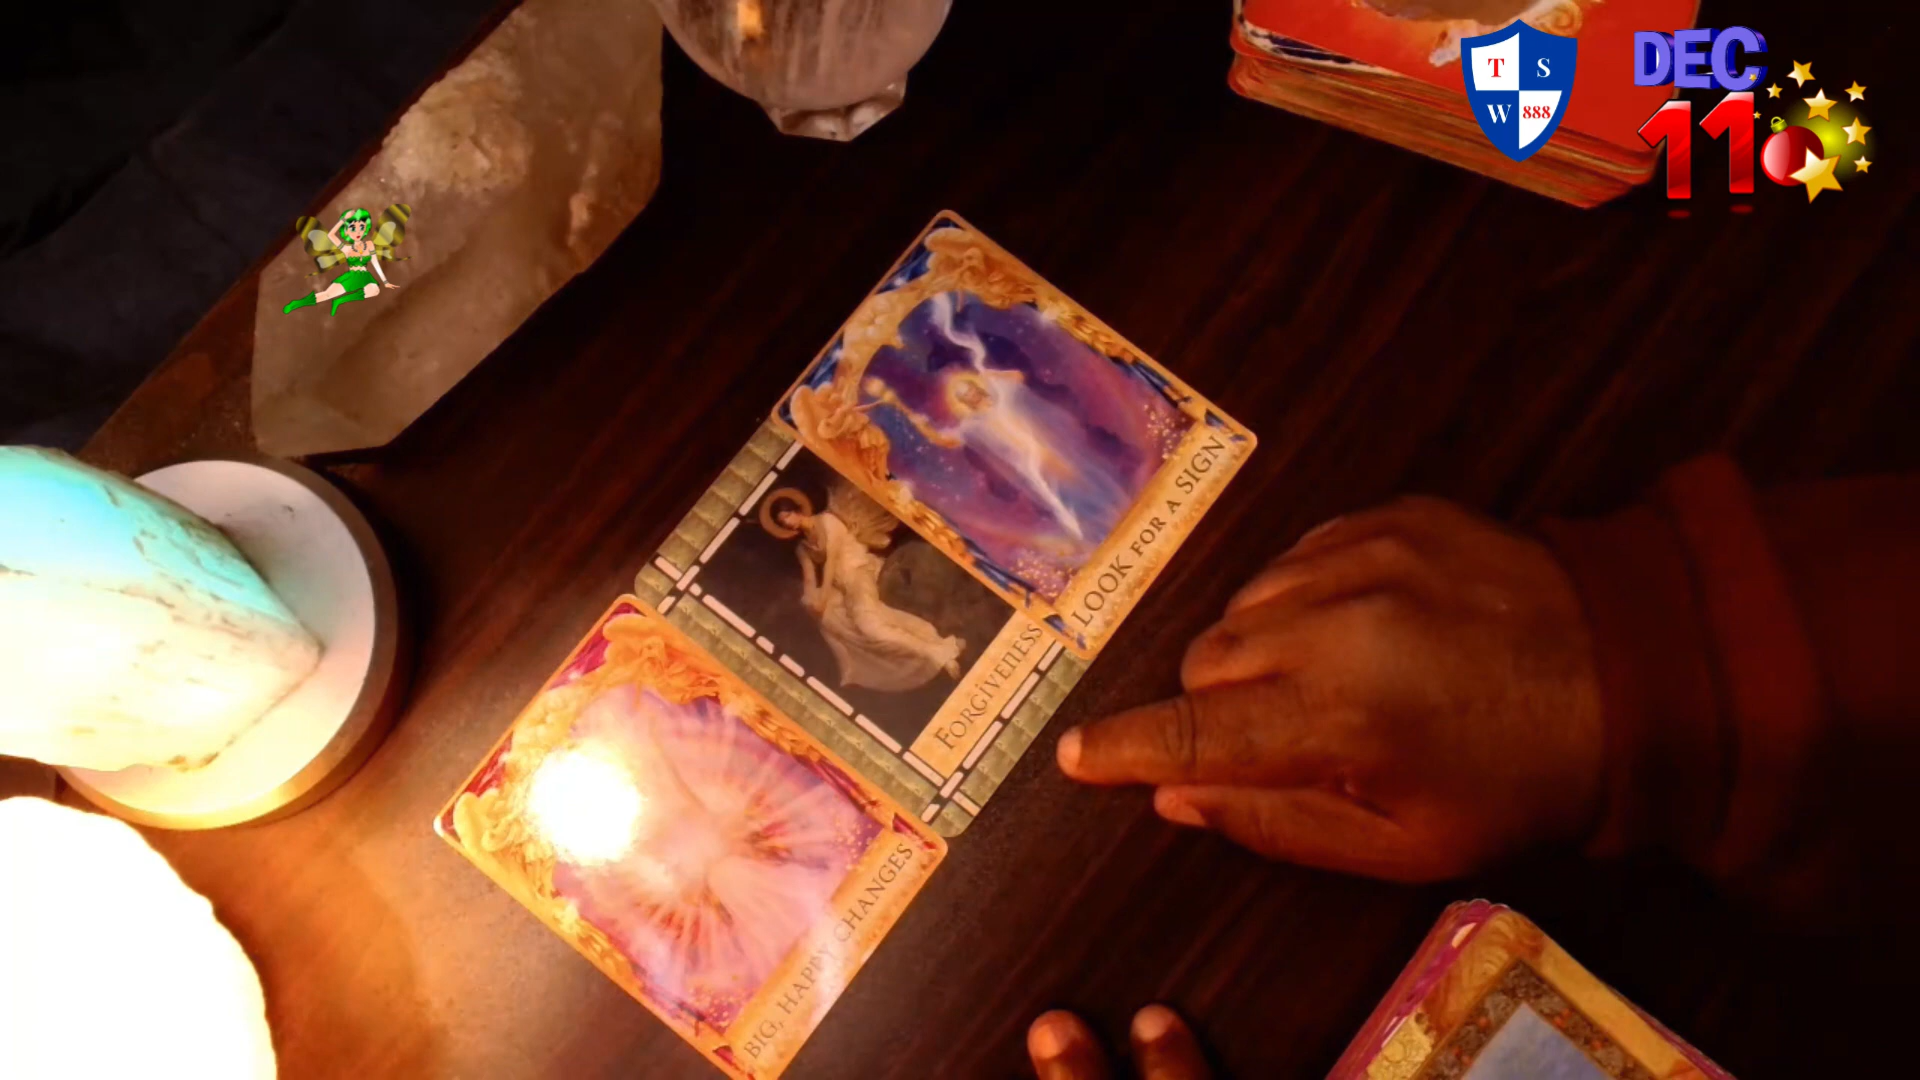 T S
W 888
DEC
11
LOOK FOR A SIGN
FORGIVENESS
BIG, HAPPY CHANGES